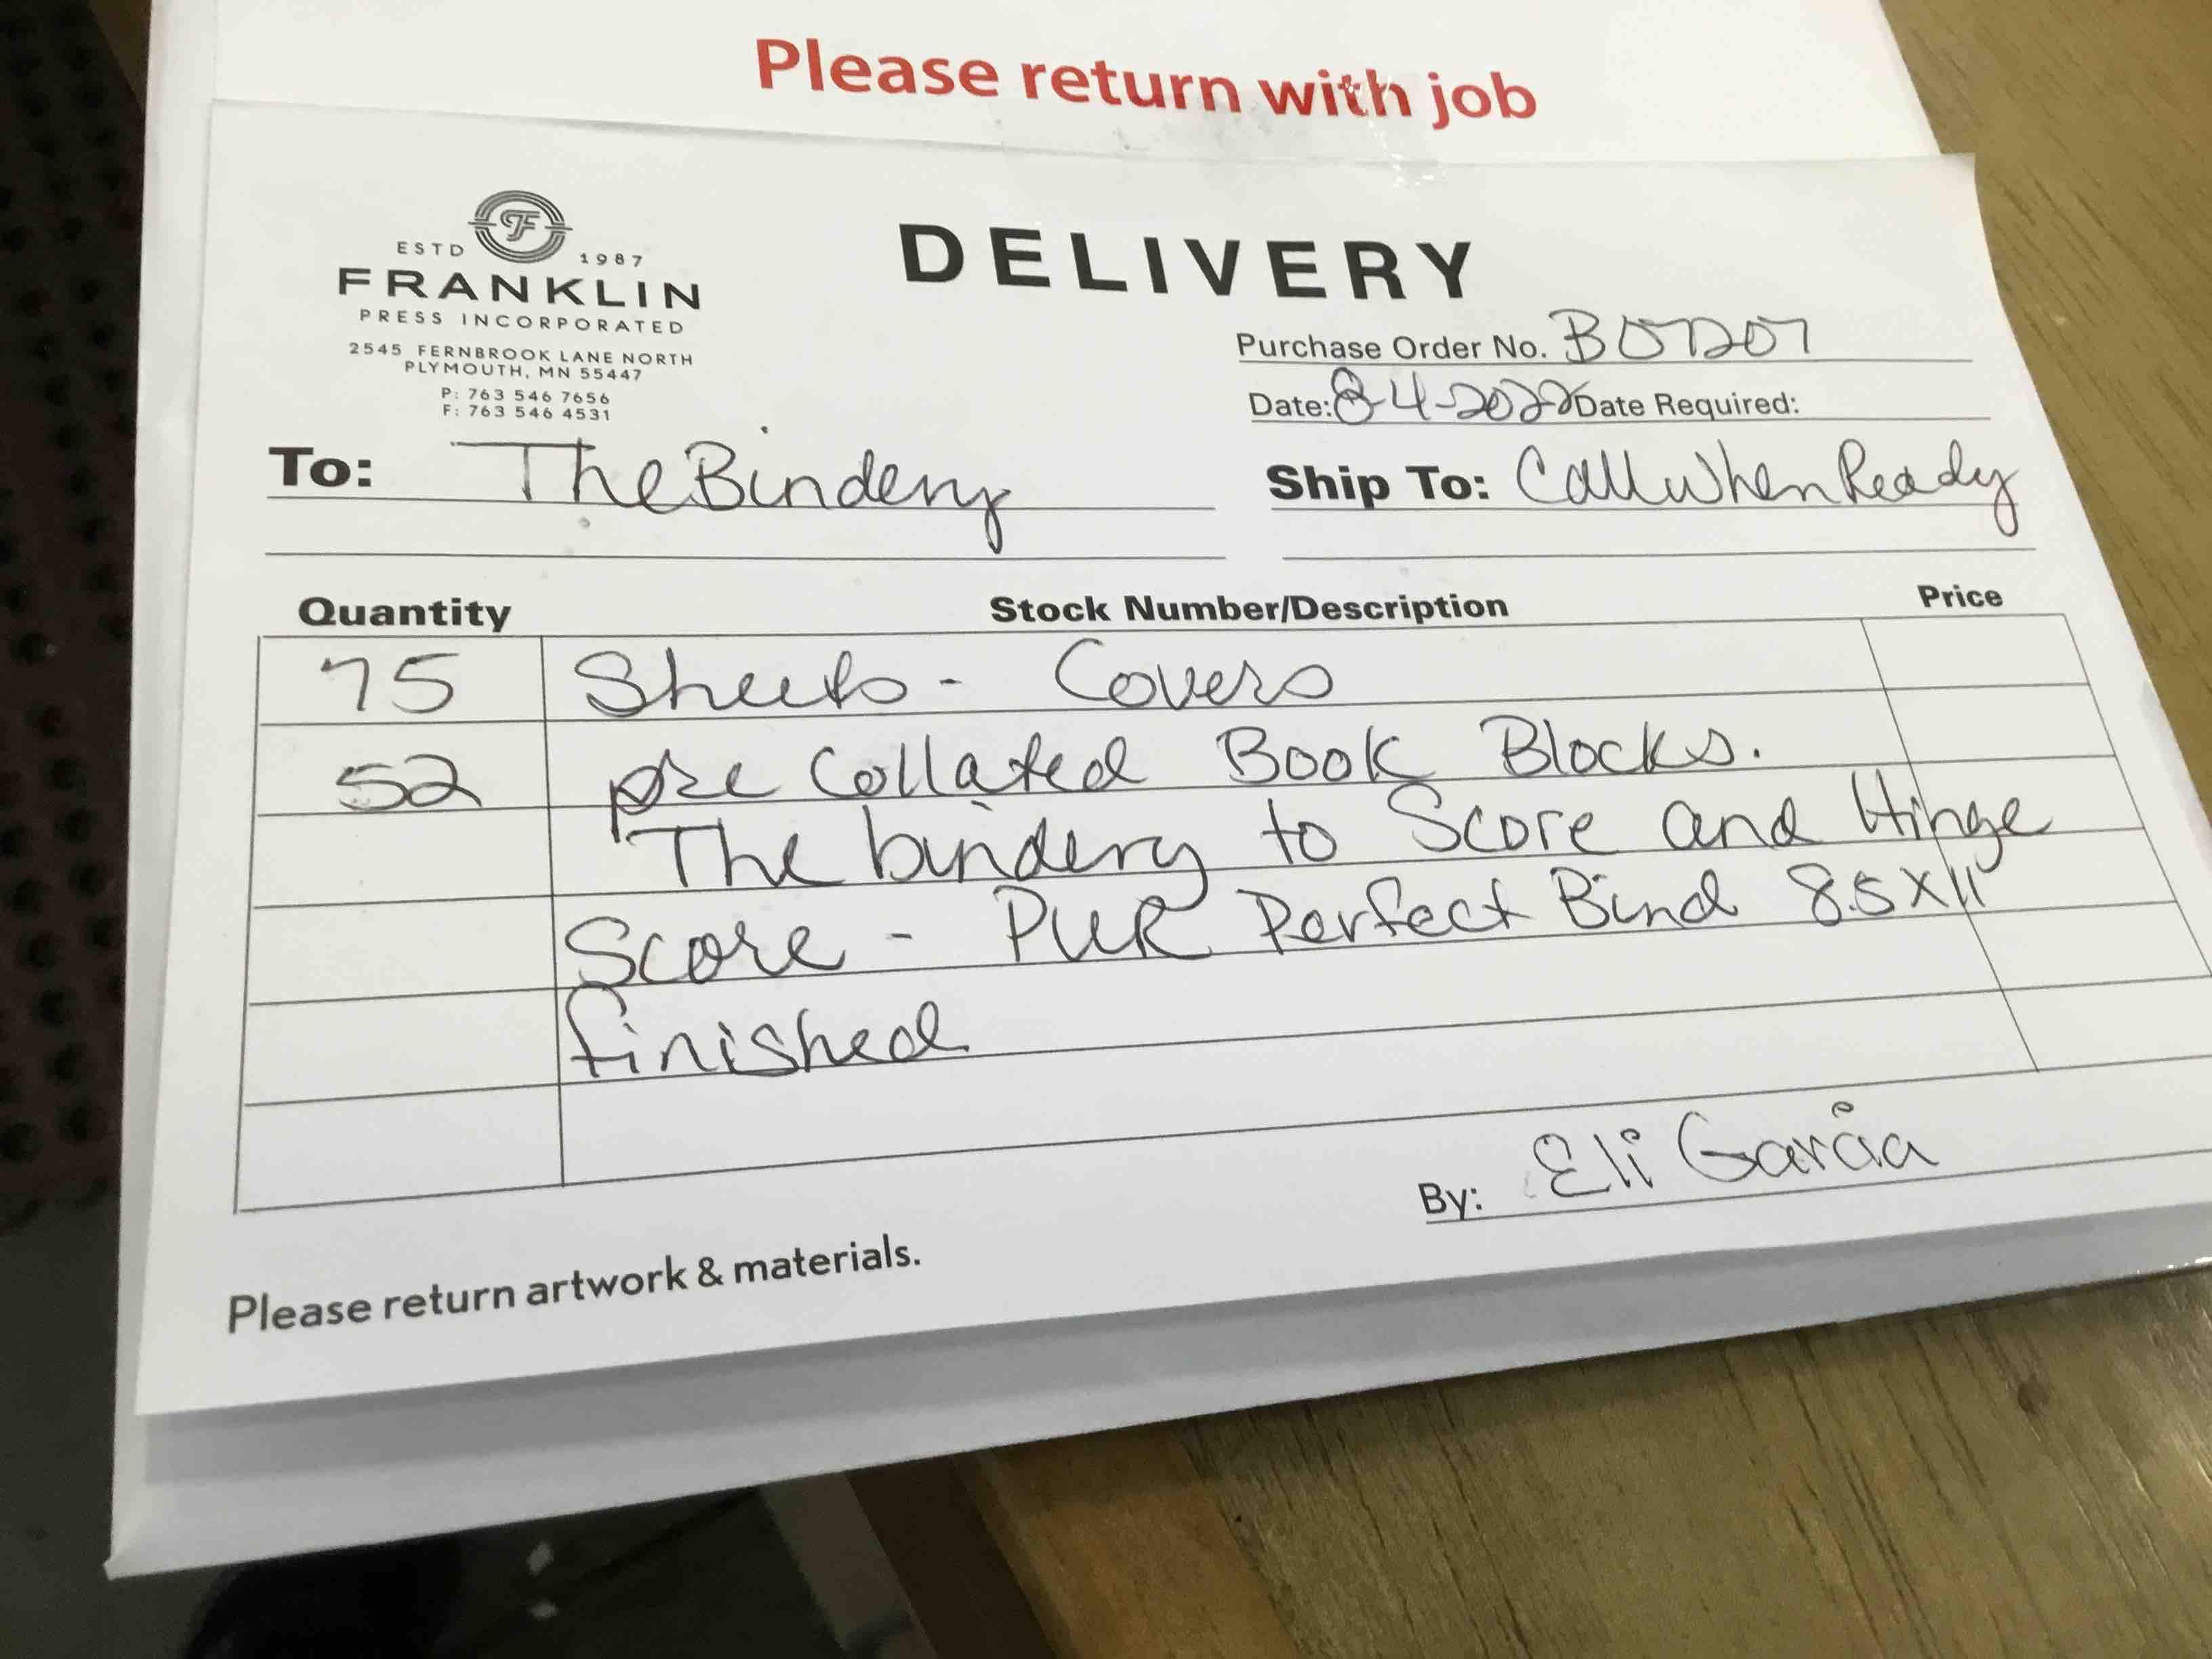 Please return with job
ESTD 1987
FRANKLIN
PRESS INCORPORATED
2545 FERNBROOK LANE NORTH
PLYMOUTH, MN 55447
P: 763 546 7656
F: 763 546 4531
DELIVERY
Purchase Order No. B07207
Date: 8-4-2022 Date Required:
To: The Bindery
Ship To: Call When Ready
Quantity Stock Number/Description Price
75 Sheets - Covers
52 pre Collated Book Blocks.
The bindery to Score and Hinge
Score - PUR Perfect Bind 8.5 X 11
finished
By: Eli Garcia
Please return artwork & materials.